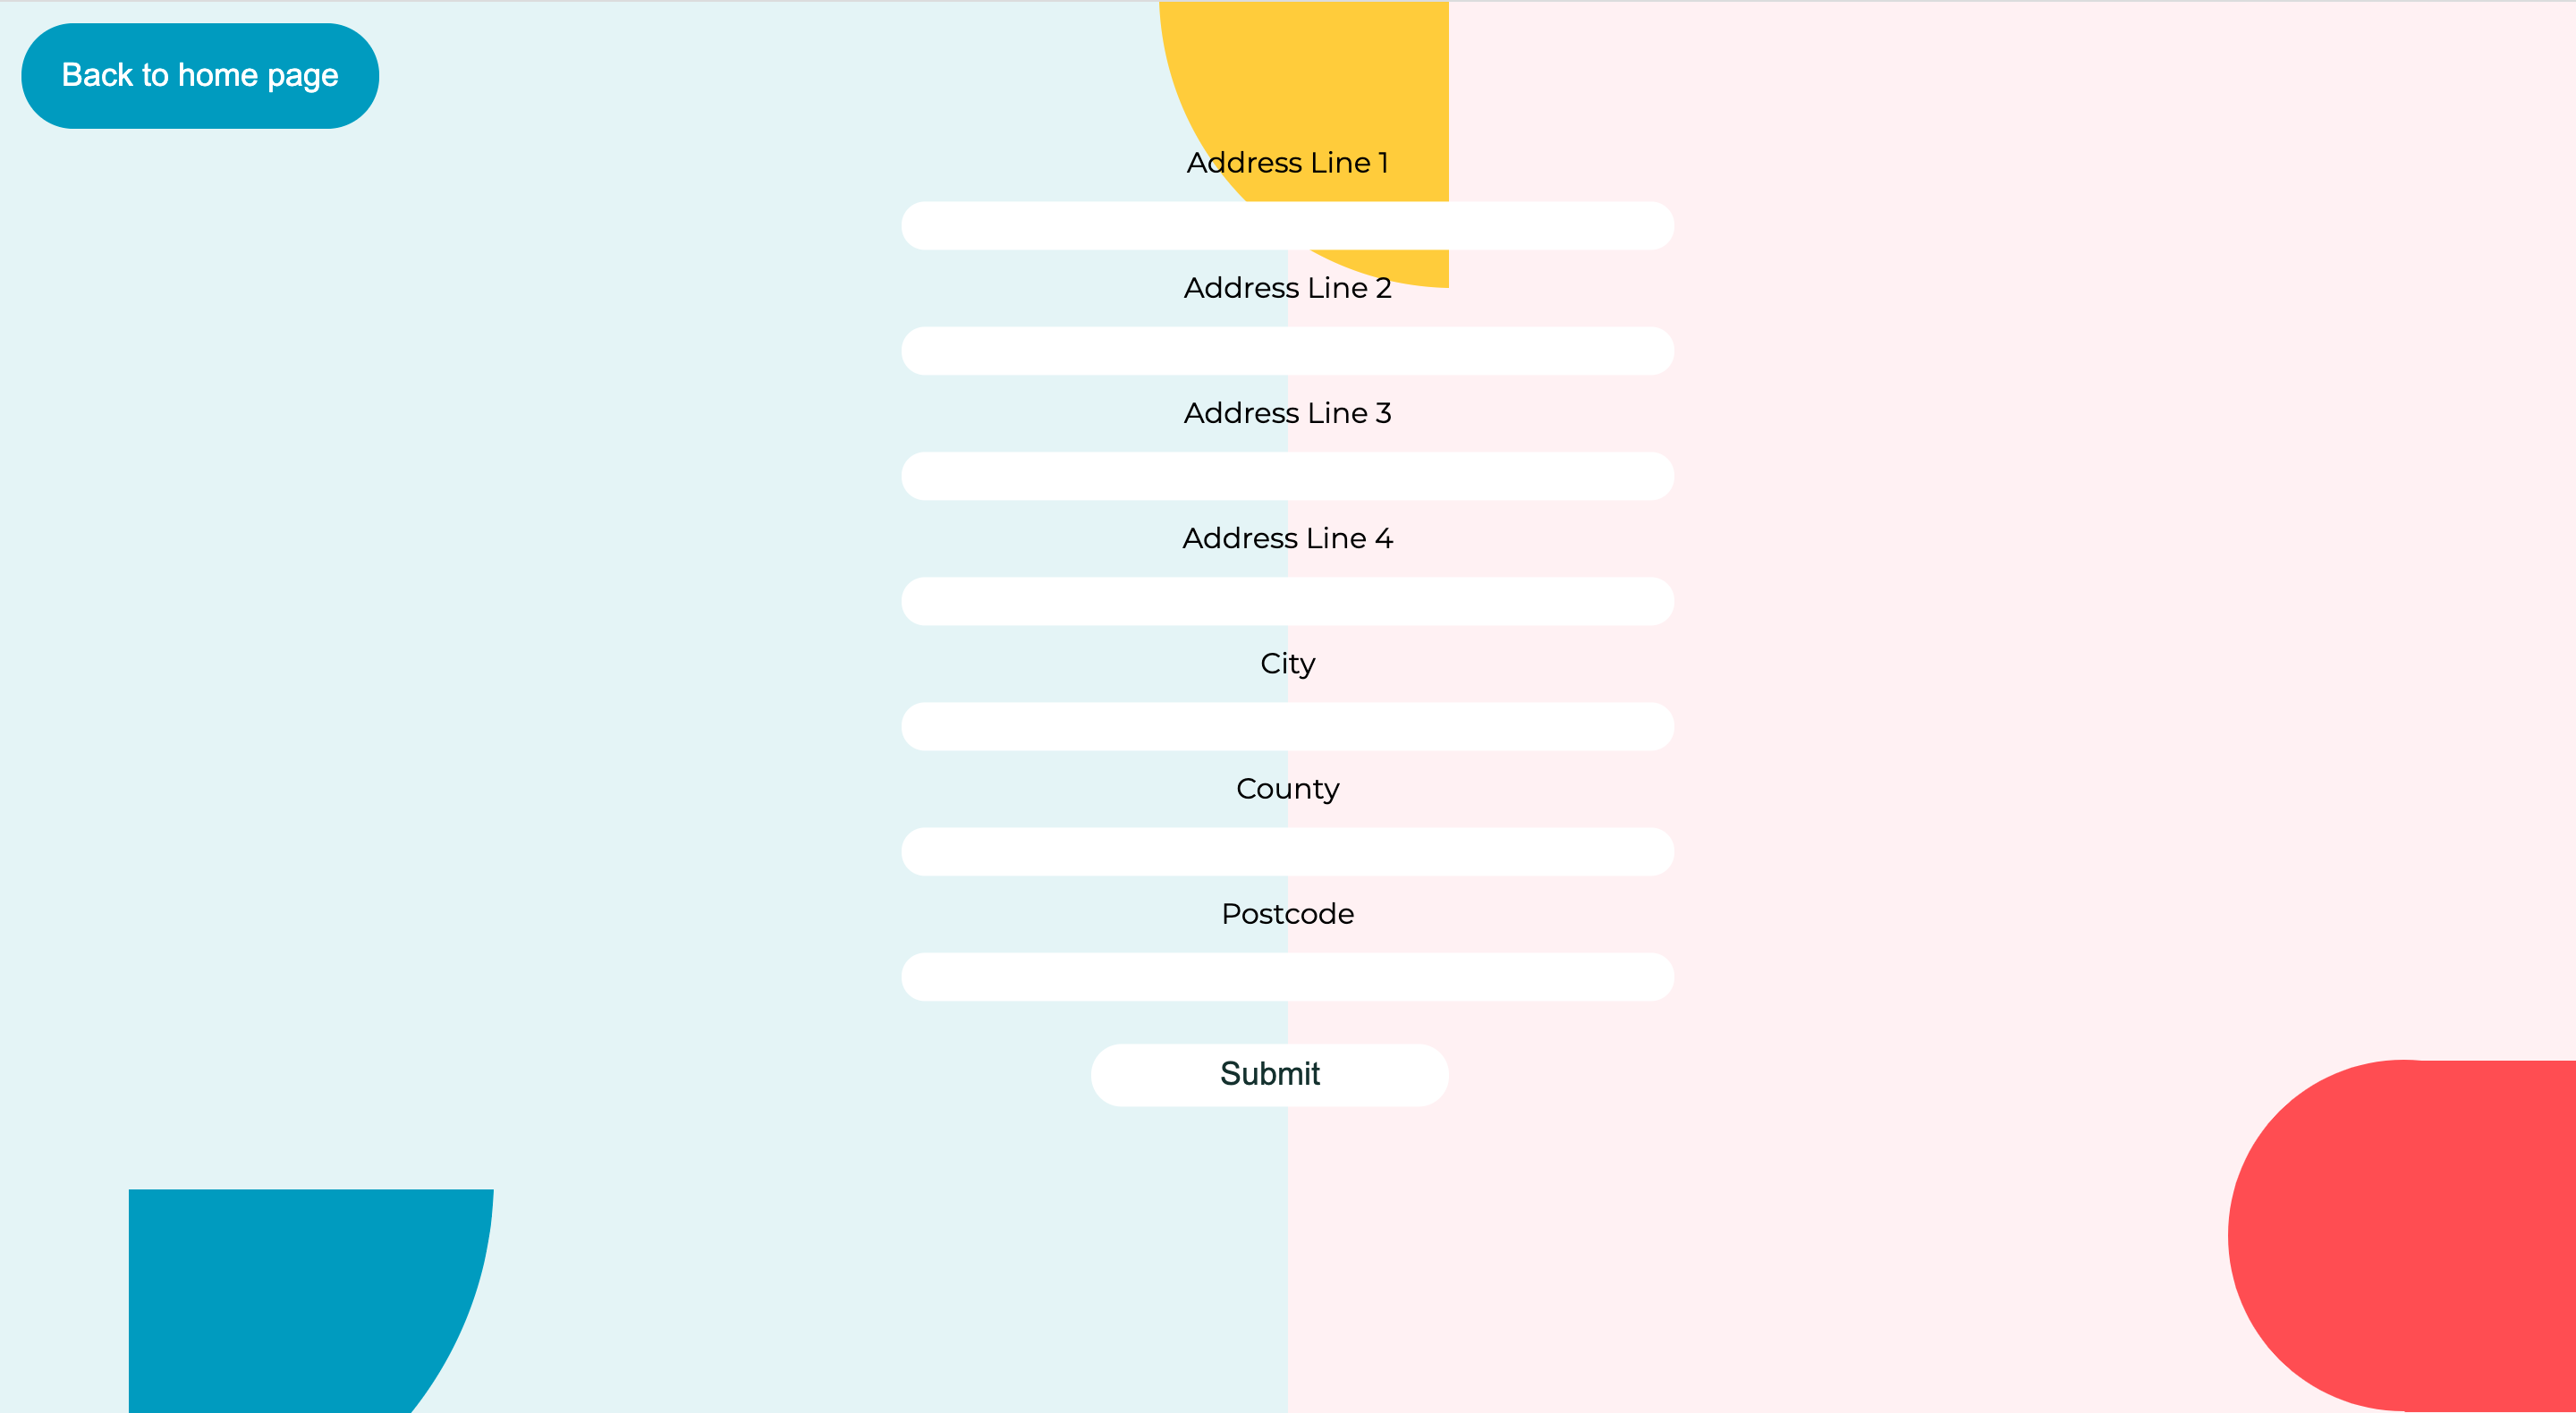 Back to home page
Address Line 1
Address Line 2
Address Line 3
Address Line 4
City
County
Postcode
Submit